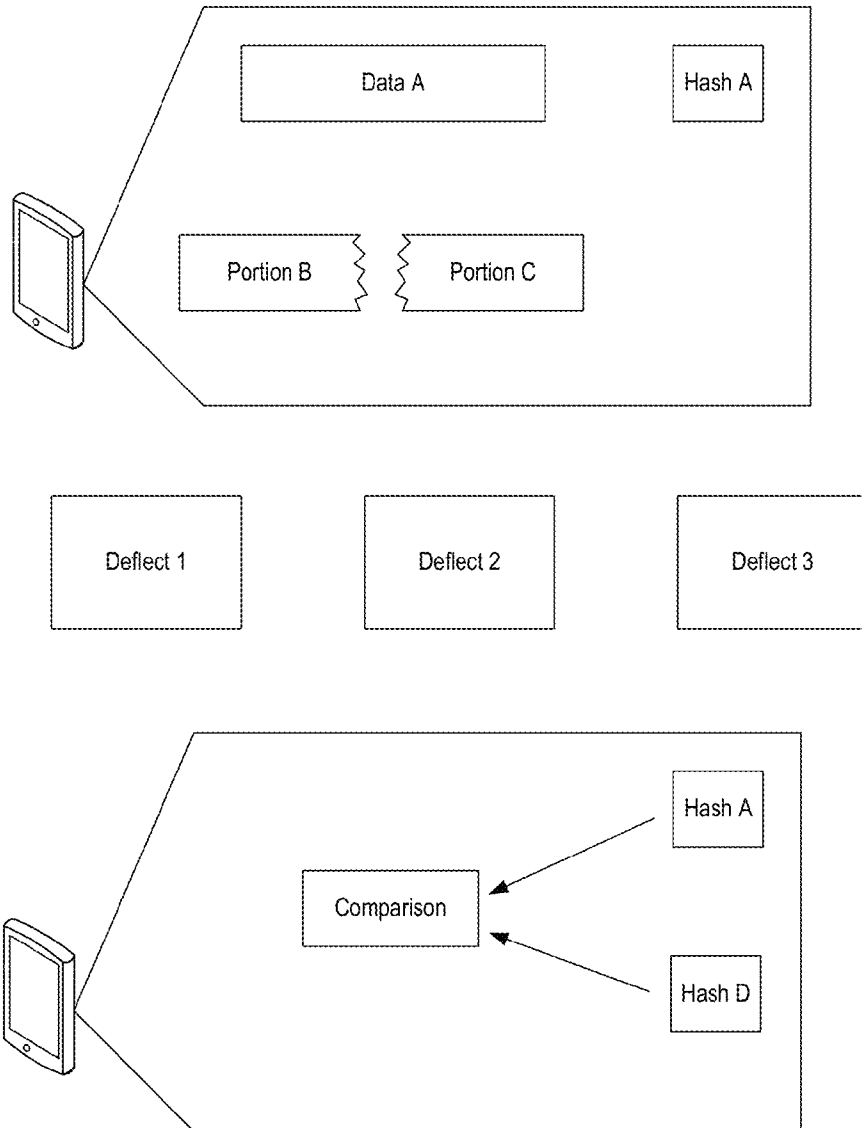 Data A
Hash A
Portion B
Portion C
Deflect 1
Deflect 2
Deflect 3
Hash A
Comparison
Hash D